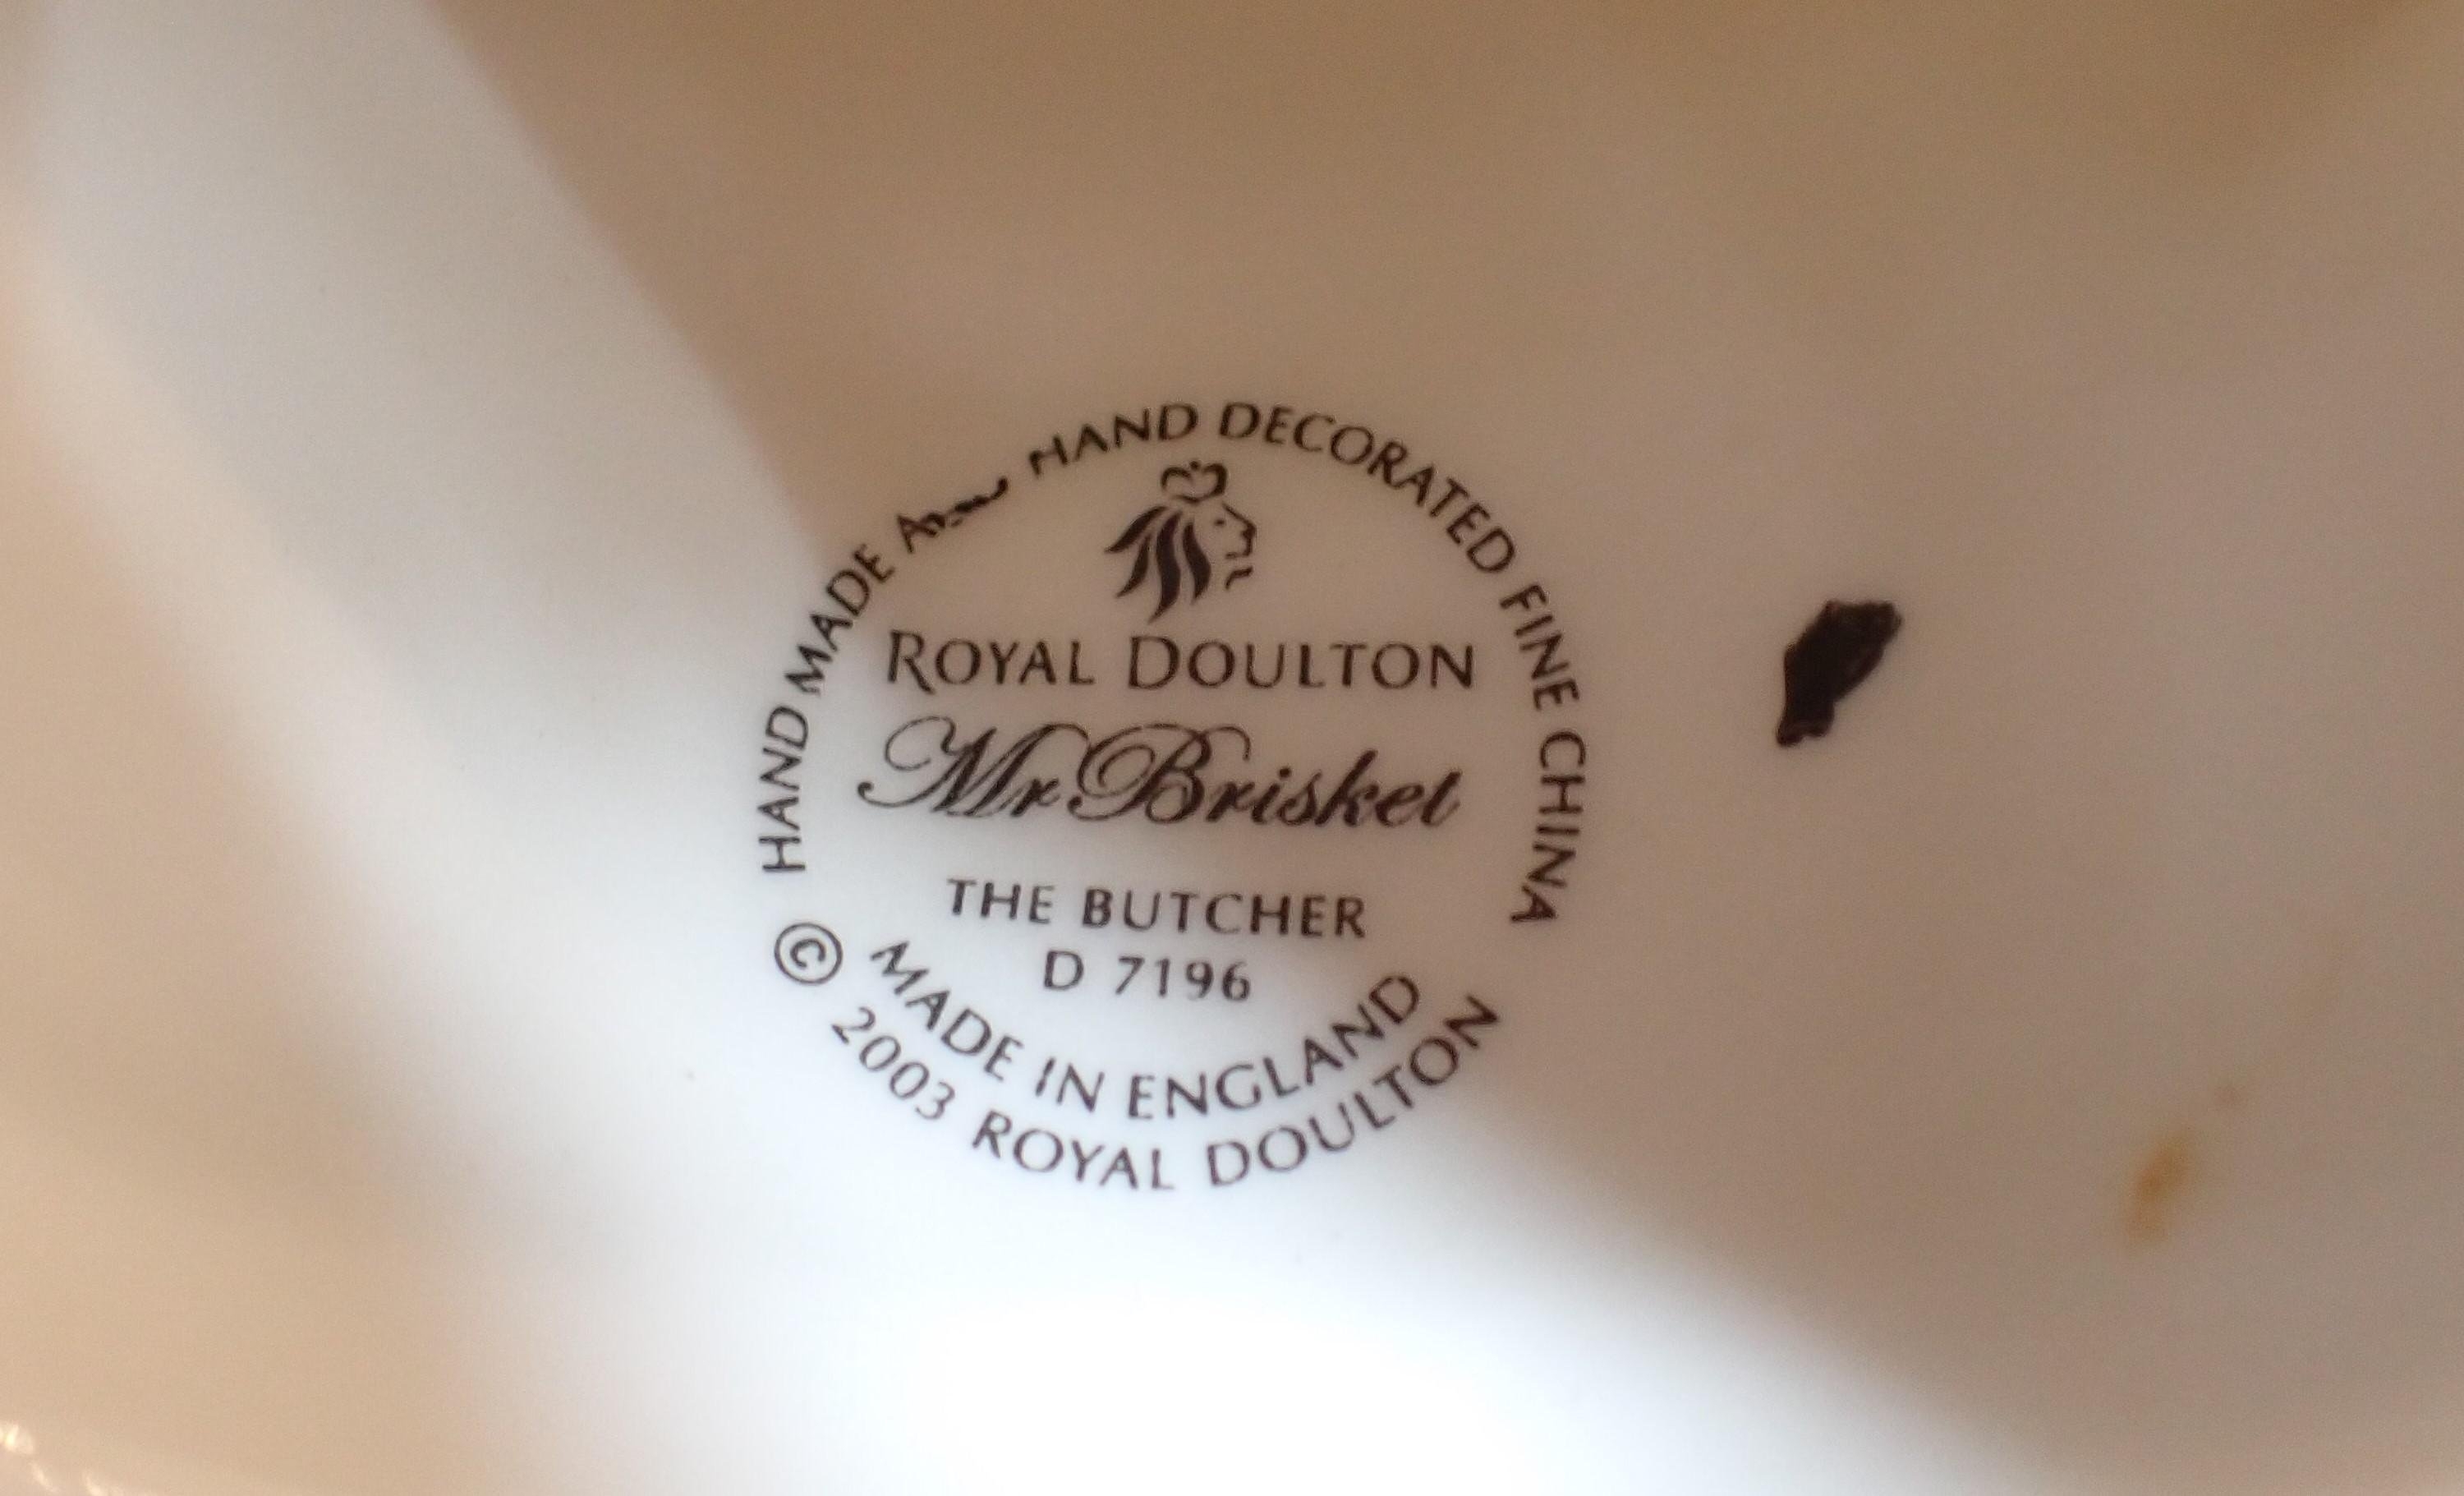 HAND MADE HAND DECORATED FINE CHINA
ROYAL DOULTON
Mr Brisket
THE BUTCHER
D 7196
MADE IN ENGLAND
© 2003 ROYAL DOULTON